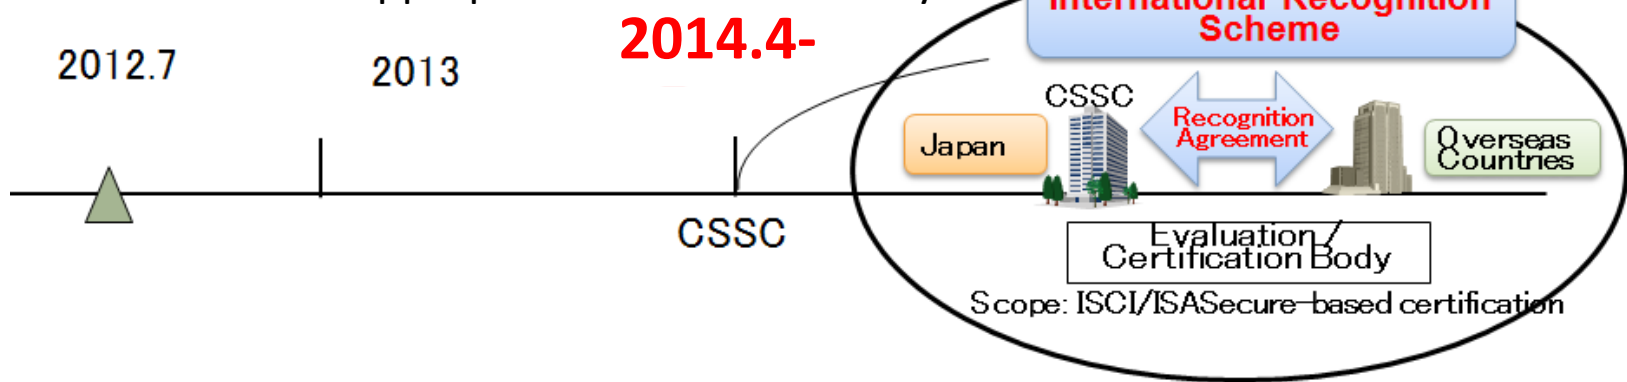 International Recognition
Scheme
2014.4-
2012.7
2013
CSSC
Japan
Recognition
Agreement
Overseas
Countries
CSSC
Evaluation /
Certification Body
Scope: ISCI/ISASecure-based certification